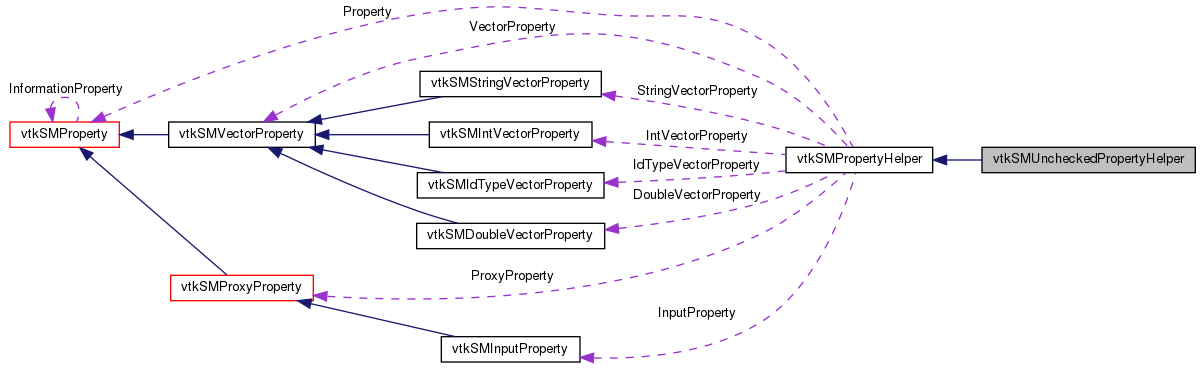 Property
VectorProperty
vtkSMStringVectorProperty
InformationProperty
StringVectorProperty
vtkSMProperty
vtkSMVectorProperty
vtkSMIntVectorProperty
IntVectorProperty
vtkSMPropertyHelper
vtkSMUncheckedPropertyHelper
IdTypeVectorProperty
vtkSMIdTypeVectorProperty
DoubleVectorProperty
vtkSMDoubleVectorProperty
ProxyProperty
vtkSMProxyProperty
InputProperty
vtkSMInputProperty